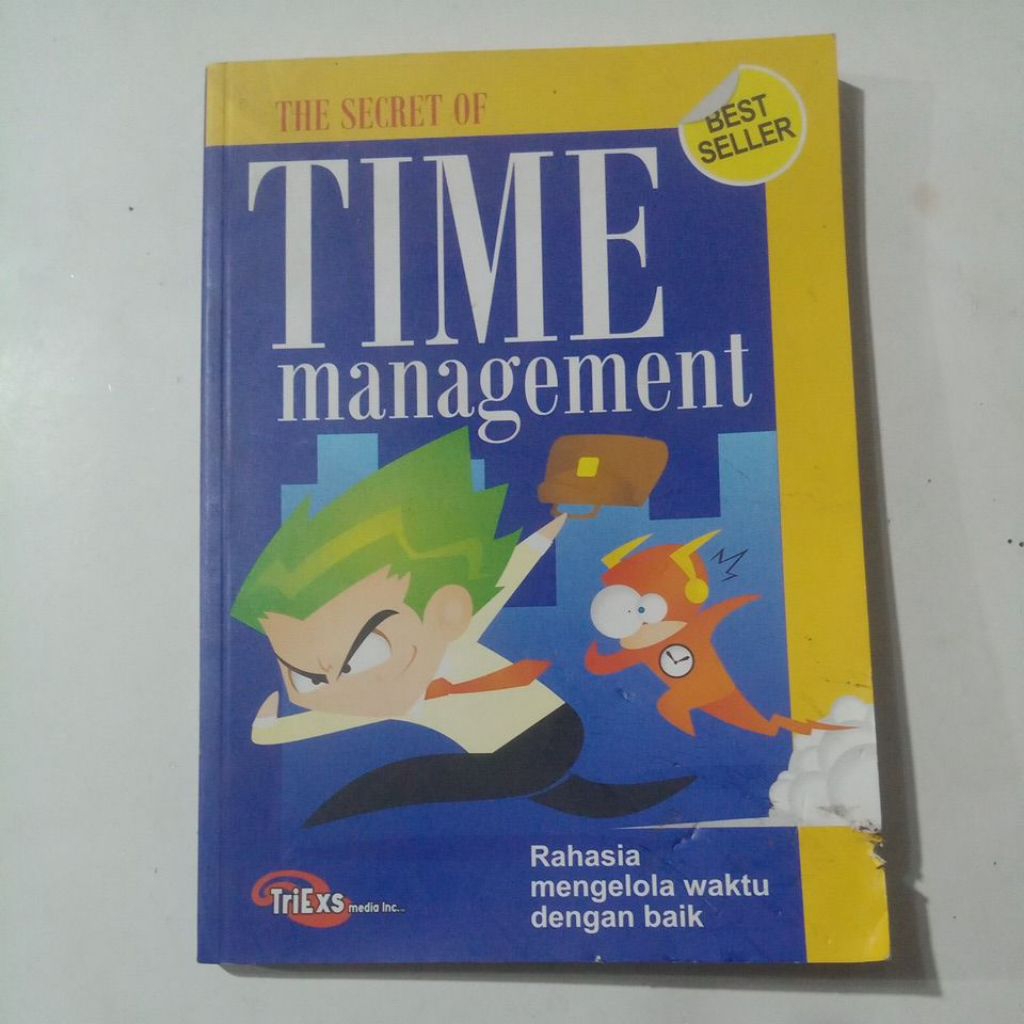 THE SECRET OF
BEST
SELLER
TIME
management
Rahasia
mengelola waktu
dengan baik
TriExs media Inc...